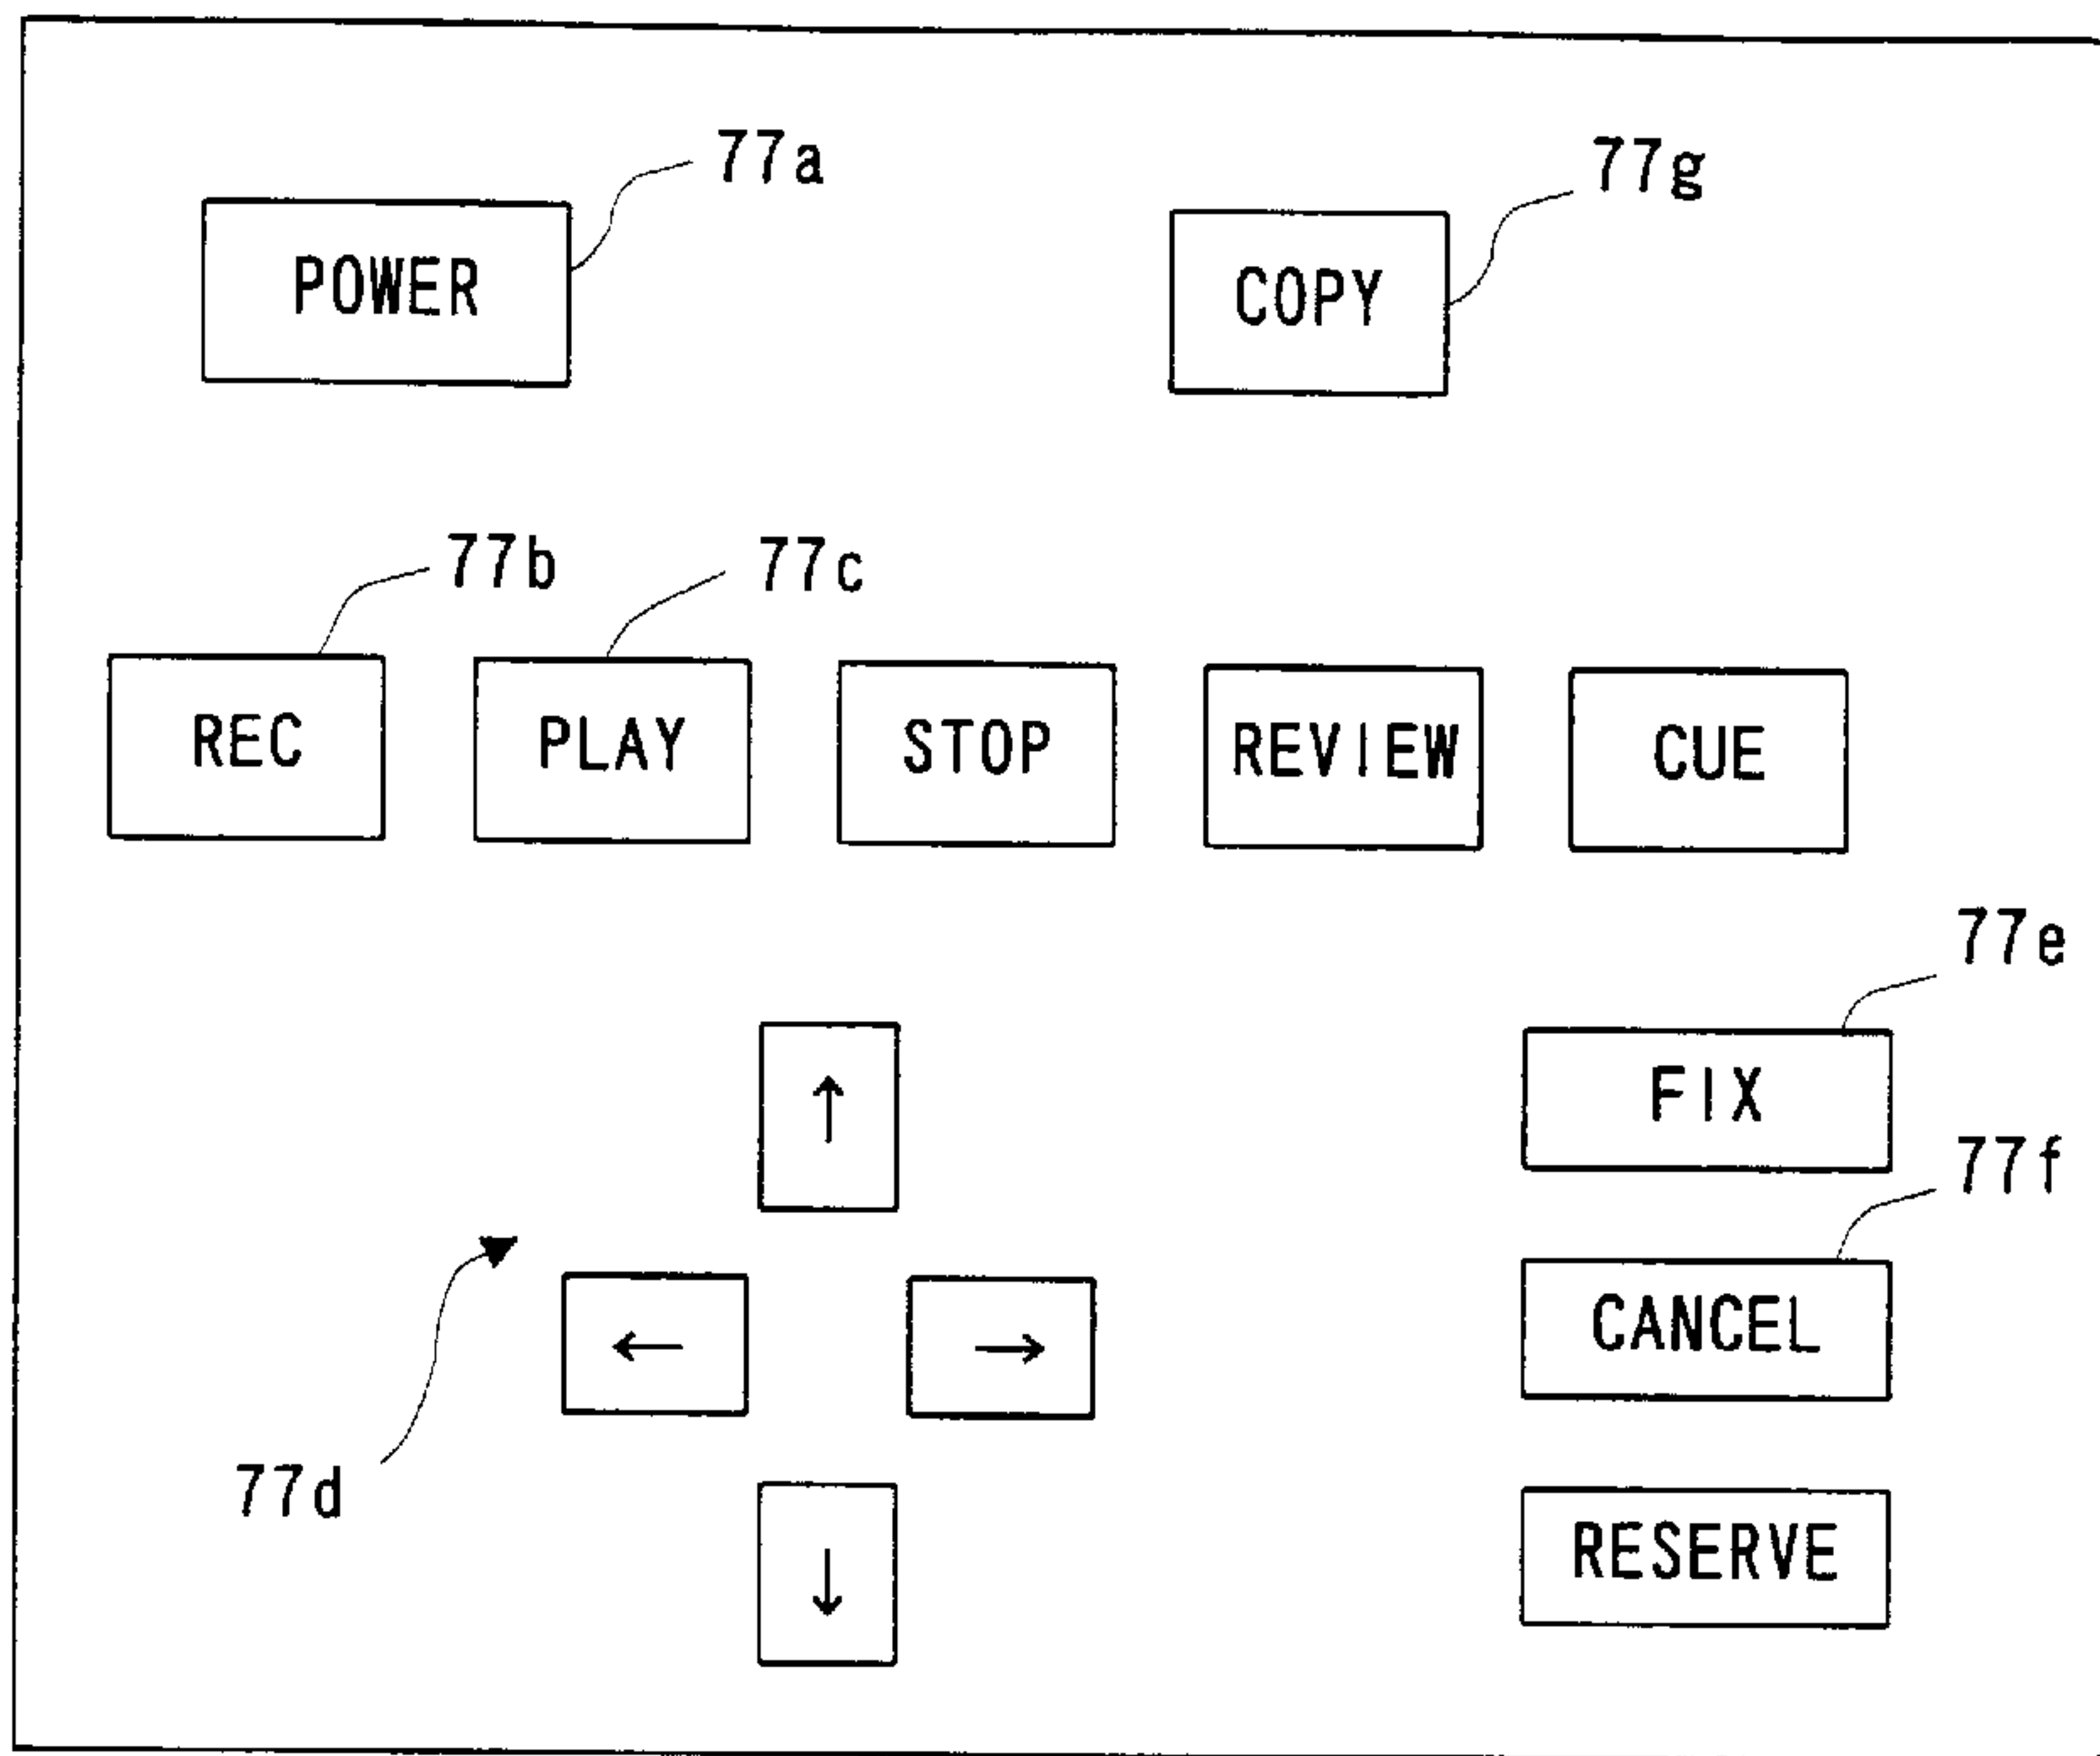 77a
77g
POWER
COPY
77b
77c
REC
PLAY
STOP
REVIEW
CUE
77e
↑
FIX
77f
←
→
CANCEL
77d
↓
RESERVE